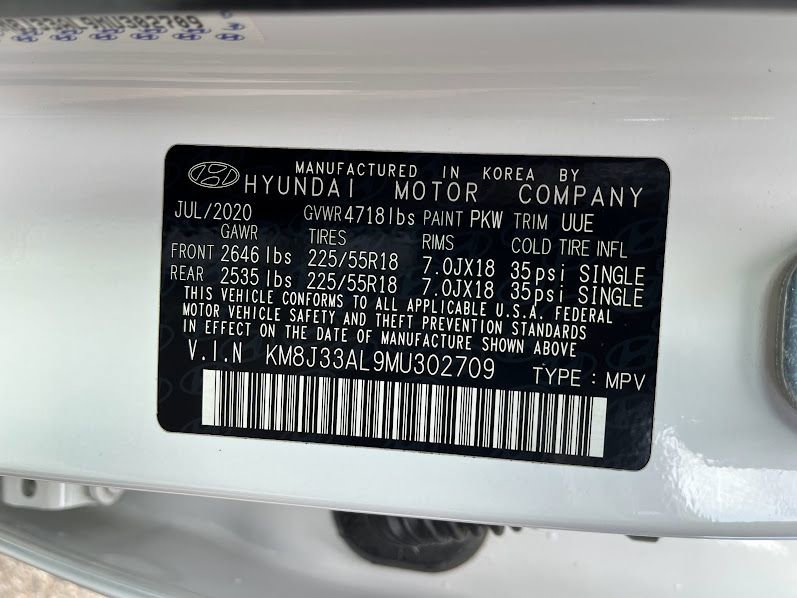 MANUFACTURED IN KOREA BY
HYUNDAI MOTOR COMPANY
JUL/2020 GVWR 4718lbs PAINT PKW TRIM UUE
GAWR TIRES RIMS COLD TIRE INFL
FRONT 2646 lbs 225/55R18 7.0JX18 35psi SINGLE
REAR 2535 lbs 225/55R18 7.0JX18 35psi SINGLE
THIS VEHICLE CONFORMS TO ALL APPLICABLE U.S.A. FEDERAL
MOTOR VEHICLE SAFETY AND THEFT PREVENTION STANDARDS
IN EFFECT ON THE DATE OF MANUFACTURE SHOWN ABOVE
V.I.N KM8J33AL9MU302709 TYPE : MPV